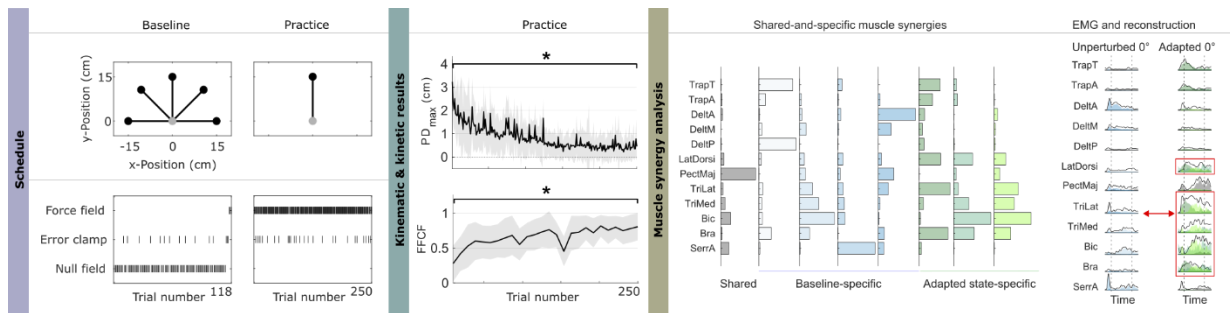 Schedule
Baseline
Practice
y-Position (cm)
15
0
-15
0
15
-15
0
15
x-Position (cm)
Force field
Error clamp
Null field
Trial number
118
Trial number
250
Kinematic & kinetic results
Practice
*
PD_max (cm)
4
3
2
1
0
*
FFCF
1
0.5
0
Trial number
250
Muscle synergy analysis
Shared-and-specific muscle synergies
TrapT
TrapA
DeltA
DeltM
DeltP
LatDorsi
PectMaj
TriLat
TriMed
Bic
Bra
SerrA
Shared
Baseline-specific
Adapted state-specific
EMG and reconstruction
Unperturbed 0°
Adapted 0°
TrapT
TrapA
DeltA
DeltM
DeltP
LatDorsi
PectMaj
TriLat
TriMed
Bic
Bra
SerrA
Time
Time